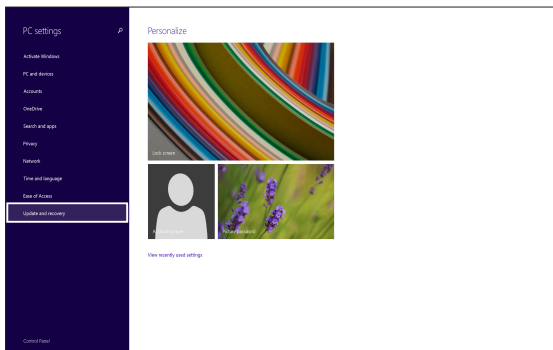 PC settings
Activate Windows
PC and devices
Accounts
OneDrive
Search and apps
Privacy
Network
Time and language
Ease of Access
Update and recovery
Control Panel
Personalize
Lock screen
Account picture
Picture password
View recently used settings